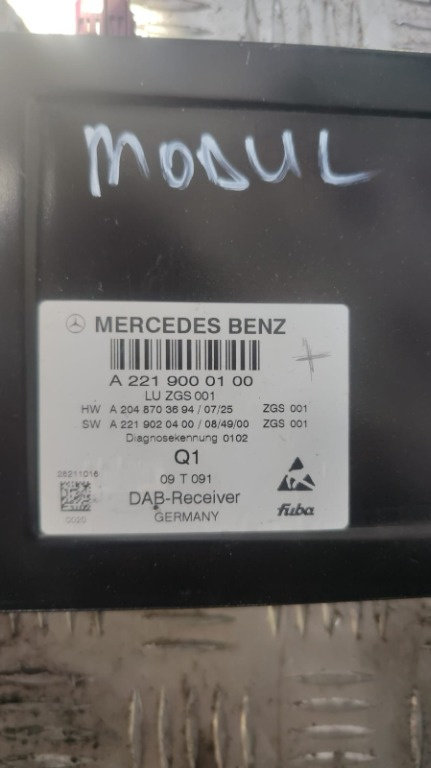 MODUL
MERCEDES BENZ
A 221 900 01 00
LU ZGS 001
HW A 204 870 36 94 / 07/25 ZGS 001
SW A 221 902 04 00 / 08/49/00 ZGS 001
Diagnosekennung 0102
Q1
28211016
09 T 091
DAB-Receiver
0020
GERMANY
fuba